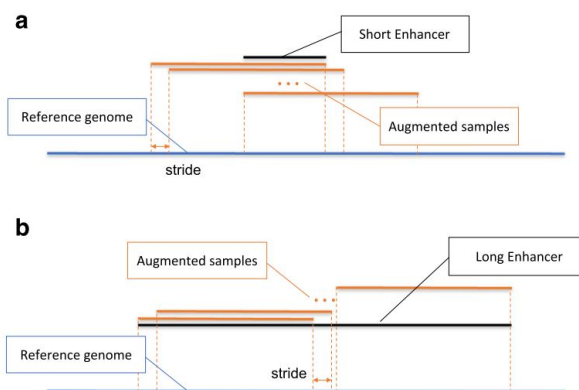 a
Short Enhancer
Reference genome
Augmented samples
stride
b
Augmented samples
Long Enhancer
Reference genome
stride